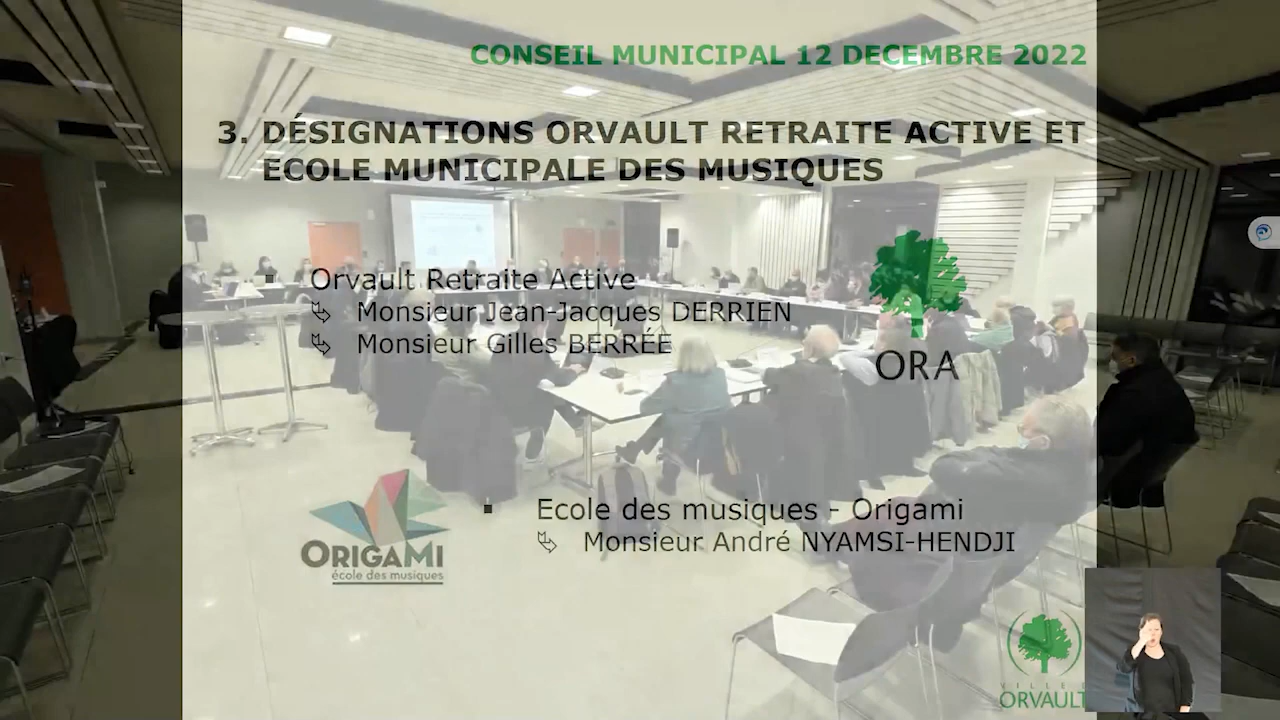 CONSEIL MUNICIPAL 12 DECEMBRE 2022
3. DÉSIGNATIONS ORVAULT RETRAITE ACTIVE ET
ECOLE MUNICIPALE DES MUSIQUES
Orvault Retraite Active
Monsieur Jean-Jacques DERRIEN
Monsieur Gilles BERRÉE
ORA
Ecole des musiques - Origami
Monsieur André NYAMSI-HENDJI
ORIGAMI
école des musiques
VILLE
ORVAULT